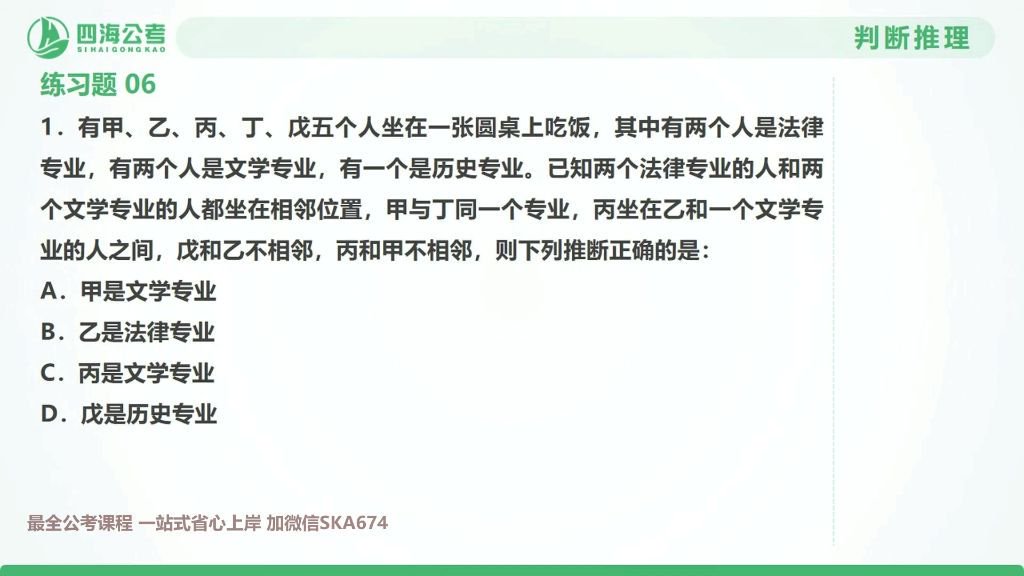 四海公考
SIHAIGONGKAO
判断推理
练习题 06
1．有甲、乙、丙、丁、戊五个人坐在一张圆桌上吃饭，其中有两个人是法律
专业，有两个人是文学专业，有一个是历史专业。已知两个法律专业的人和两
个文学专业的人都坐在相邻位置，甲与丁同一个专业，丙坐在乙和一个文学专
业的人之间，戊和乙不相邻，丙和甲不相邻，则下列推断正确的是：
A．甲是文学专业
B．乙是法律专业
C．丙是文学专业
D．戊是历史专业
最全公考课程 一站式省心上岸 加微信SKA674